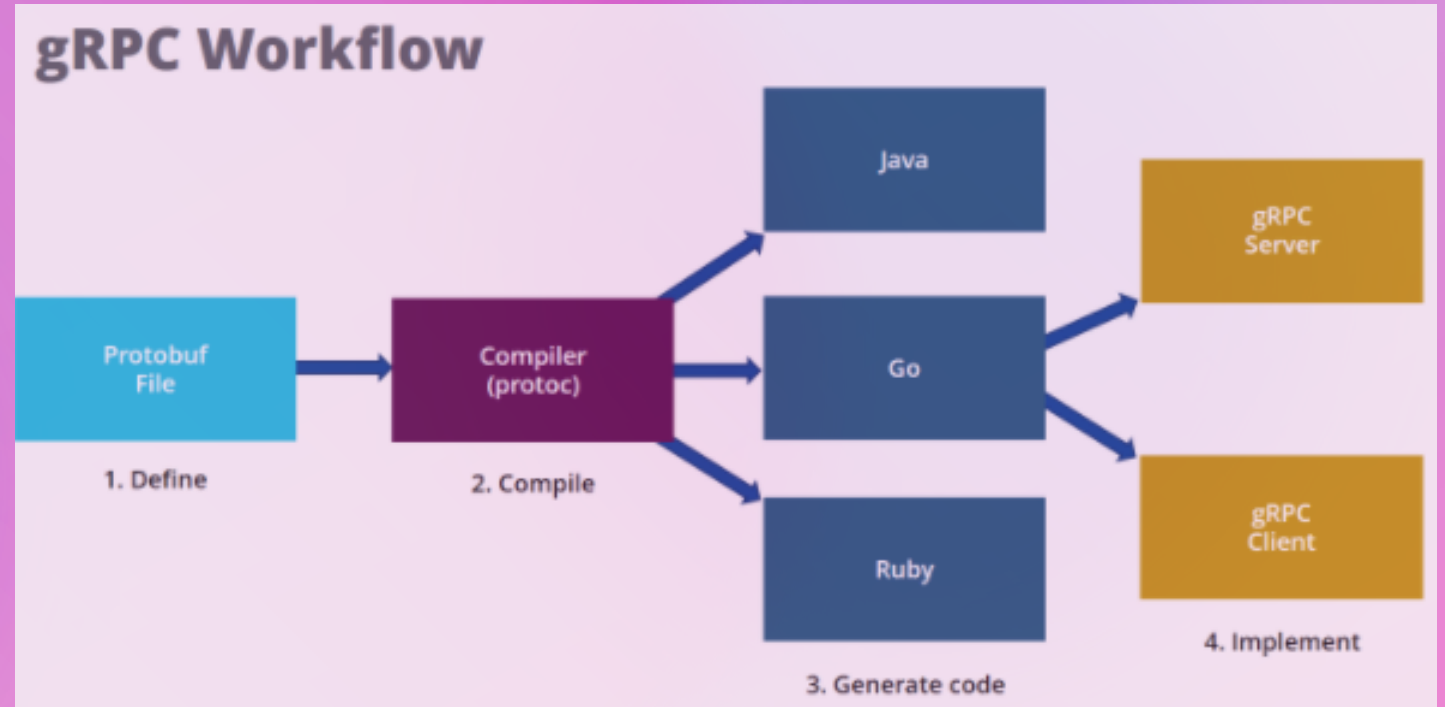 gRPC Workflow
Protobuf
File
1. Define
Compiler
(protoc)
2. Compile
Java
Go
Ruby
3. Generate code
gRPC
Server
gRPC
Client
4. Implement